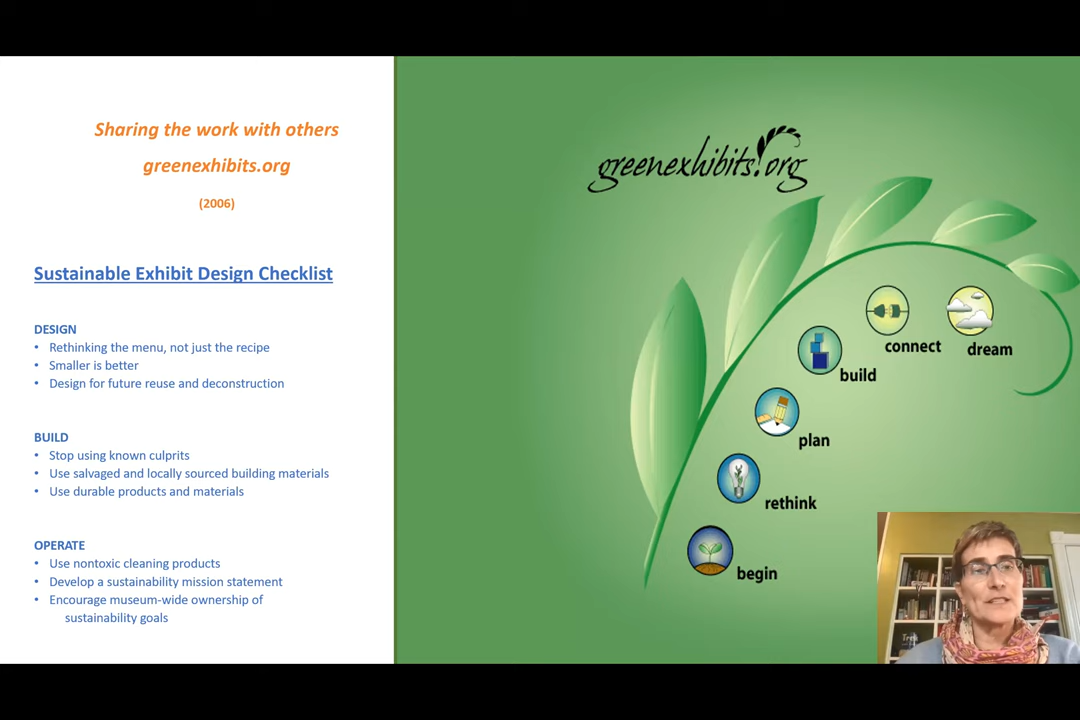 Sharing the work with others
greenexhibits.org
(2006)
Sustainable Exhibit Design Checklist
DESIGN
• Rethinking the menu, not just the recipe
• Smaller is better
• Design for future reuse and deconstruction
BUILD
• Stop using known culprits
• Use salvaged and locally sourced building materials
• Use durable products and materials
OPERATE
• Use nontoxic cleaning products
• Develop a sustainability mission statement
• Encourage museum-wide ownership of
sustainability goals
greenexhibits.org
connect
dream
build
plan
rethink
begin